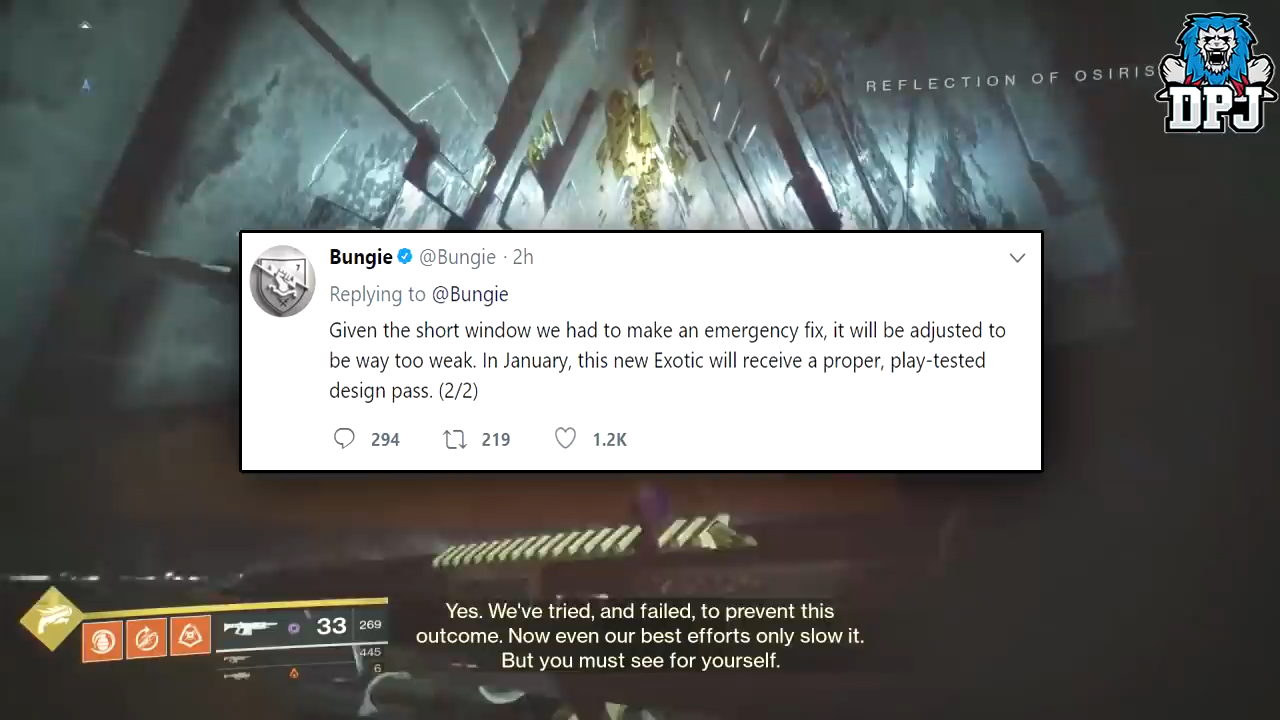 REFLECTION OF OSIRIS
DPJ
Bungie @Bungie · 2h
Replying to @Bungie
Given the short window we had to make an emergency fix, it will be adjusted to
be way too weak. In January, this new Exotic will receive a proper, play-tested
design pass. (2/2)
294 219 1.2K
33 269
445
6
Yes. We've tried, and failed, to prevent this
outcome. Now even our best efforts only slow it.
But you must see for yourself.